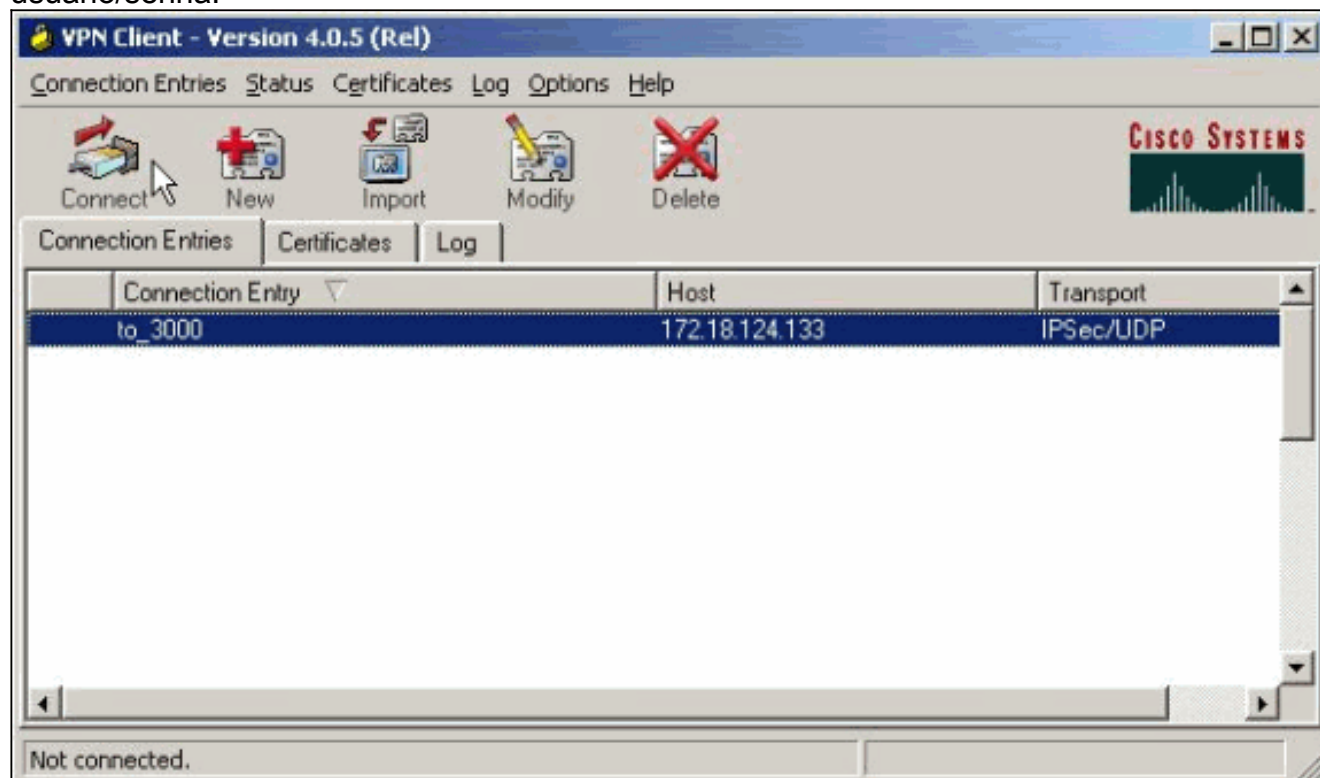 usuário/senha.
VPN Client - Version 4.0.5 (Rel)
Connection Entries Status Certificates Log Options Help
Connect New Import Modify Delete
CISCO SYSTEMS
Connection Entries Certificates Log
Connection Entry Host Transport
to_3000 172.18.124.133 IPSec/UDP
Not connected.